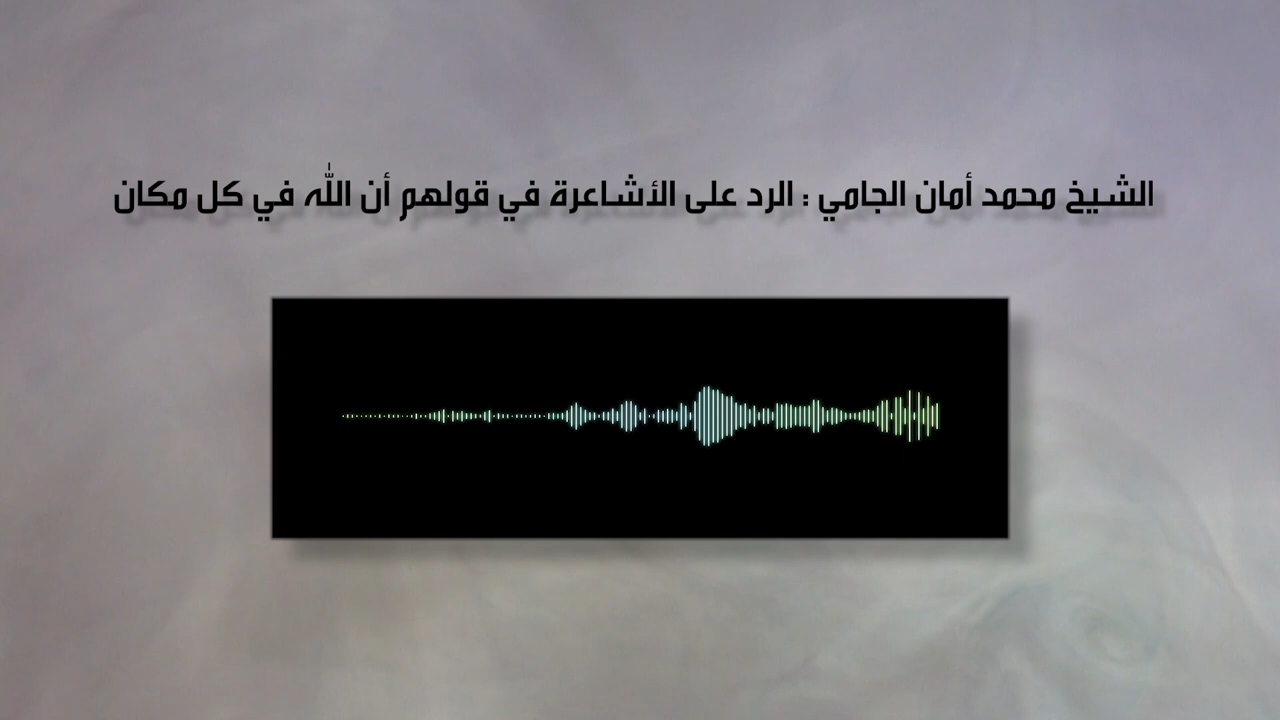 الشيخ محمد أمان الجامي : الرد على الأشاعرة في قولهم أن الله في كل مكان